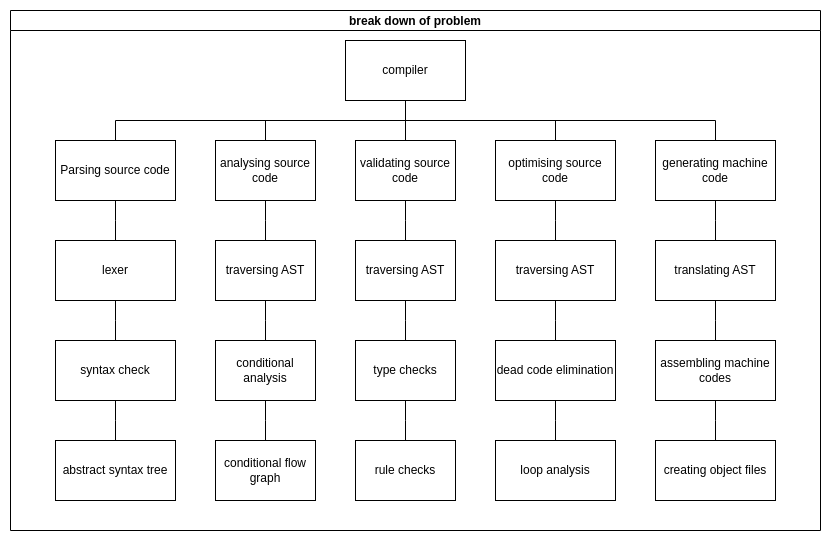 break down of problem
compiler
Parsing source code
analysing source
code
validating source
code
optimising source
code
generating machine
code
lexer
traversing AST
traversing AST
traversing AST
translating AST
syntax check
conditional
analysis
type checks
dead code elimination
assembling machine
codes
abstract syntax tree
conditional flow
graph
rule checks
loop analysis
creating object files